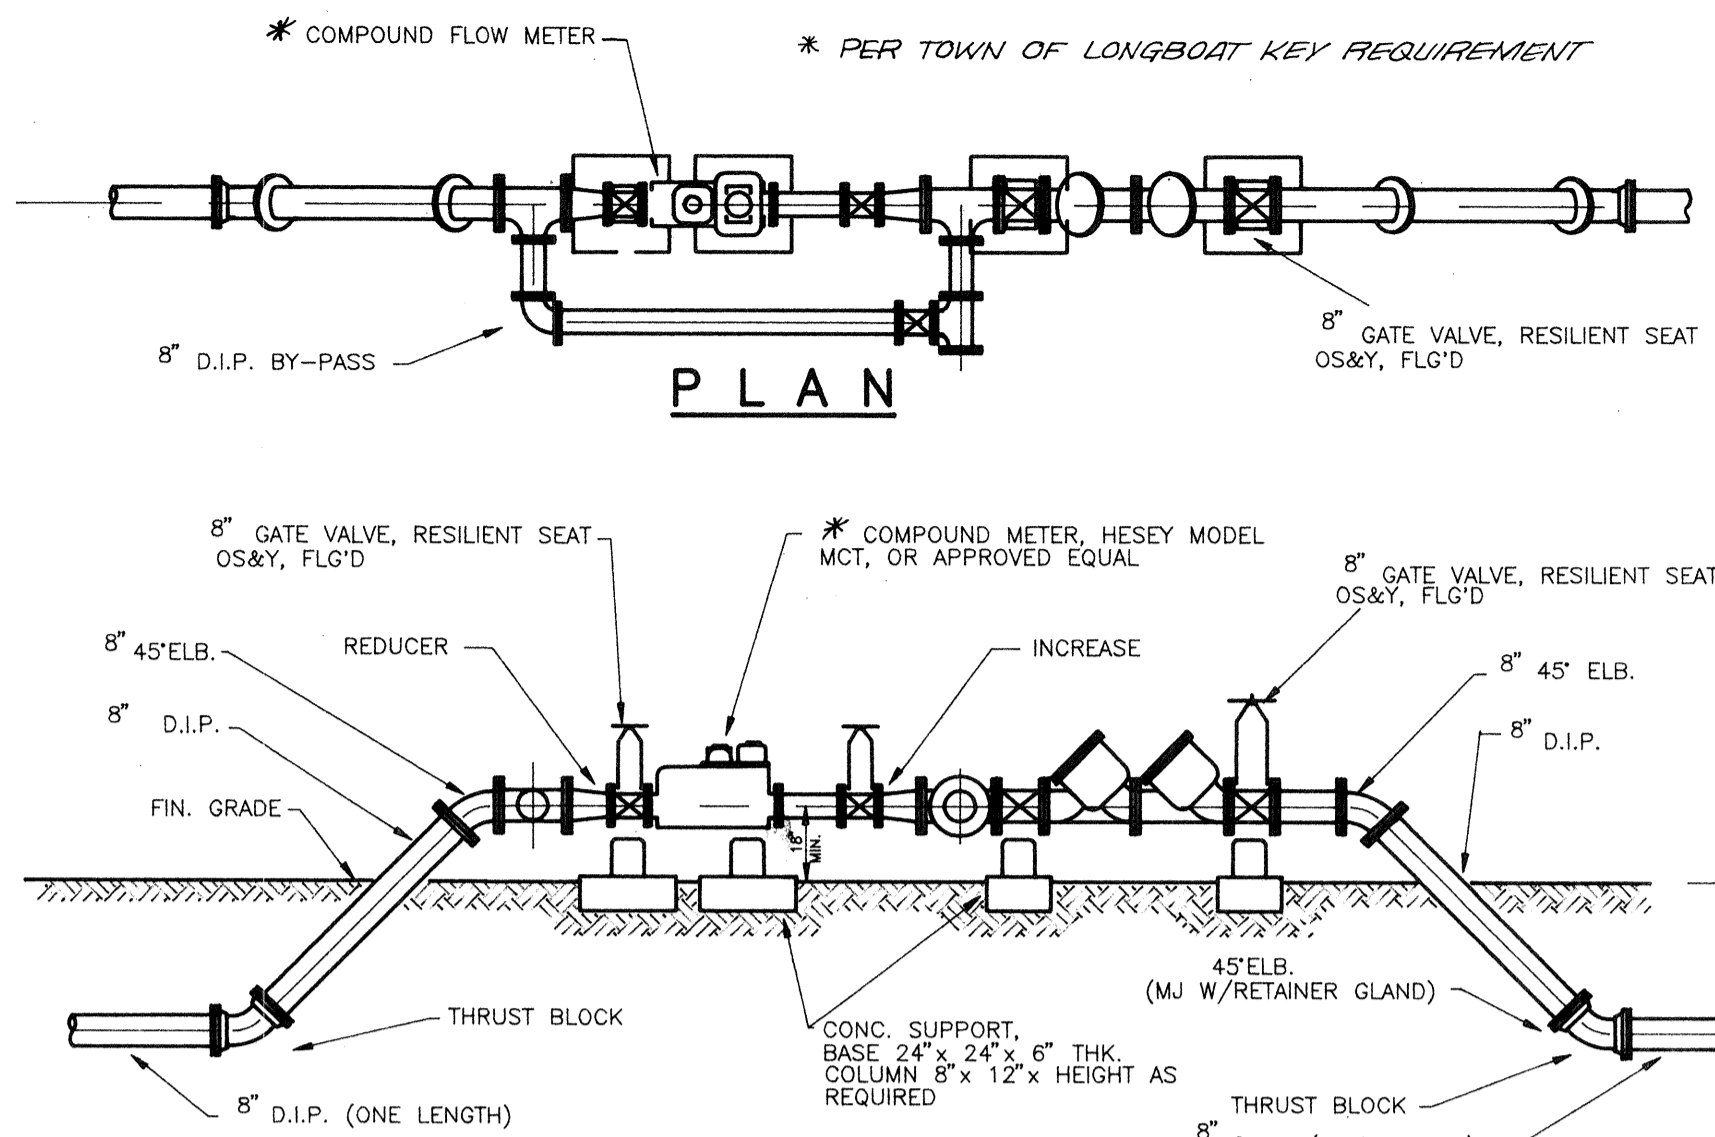 * COMPOUND FLOW METER
* PER TOWN OF LONGBOAT KEY REQUIREMENT
8" GATE VALVE, RESILIENT SEAT
OS&Y, FLG'D
8" D.I.P. BY-PASS
PLAN
8" GATE VALVE, RESILIENT SEAT
OS&Y, FLG'D
* COMPOUND METER, HESEY MODEL
MCT, OR APPROVED EQUAL
8" GATE VALVE, RESILIENT SEAT
OS&Y, FLG'D
8" 45° ELB.
REDUCER
INCREASE
8" 45° ELB.
8" D.I.P.
8" D.I.P.
FIN. GRADE
18"
MIN.
45° ELB.
(MJ W/RETAINER GLAND)
THRUST BLOCK
CONC. SUPPORT,
BASE 24" x 24" x 6" THK.
COLUMN 8" x 12" x HEIGHT AS
REQUIRED
8" D.I.P. (ONE LENGTH)
THRUST BLOCK
8"